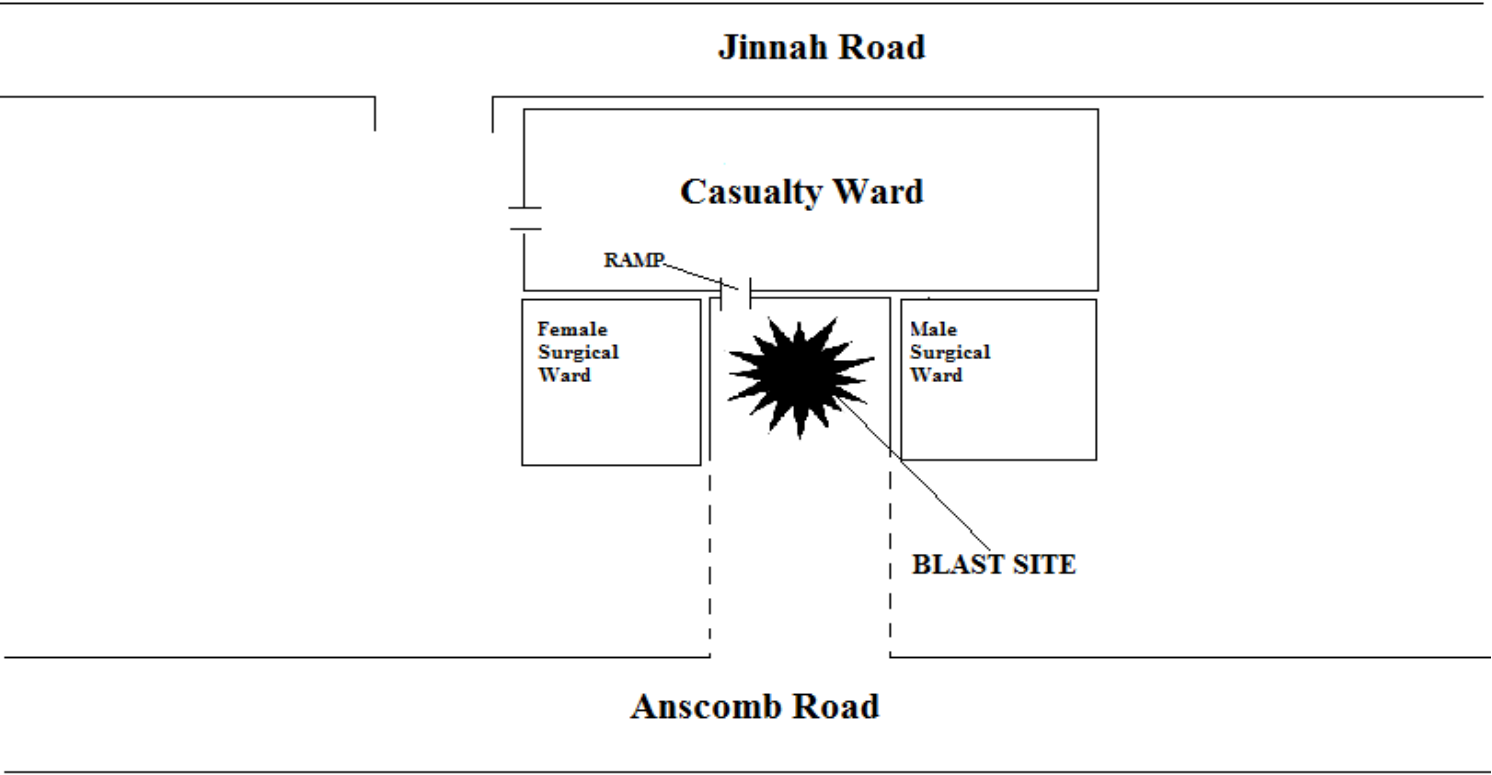 Jinnah Road
Casualty Ward
RAMP
Female
Surgical
Ward
Male
Surgical
Ward
BLAST SITE
Anscomb Road